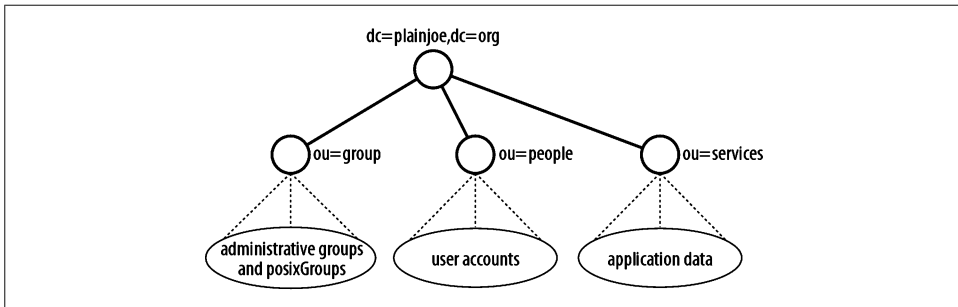 dc=plainjoe,dc=org
ou=group
ou=people
ou=services
administrative groups
and posixGroups
user accounts
application data